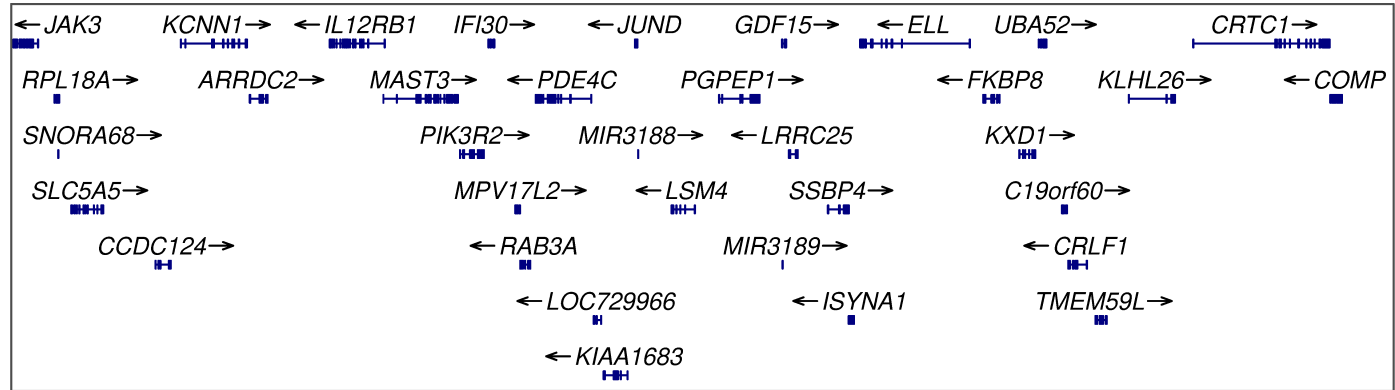 ←JAK3 KCNN1→ ←IL12RB1 IFI30→ ←JUND GDF15→ ←ELL UBA52→ CRTC1→
RPL18A→ ARRDC2→ MAST3→ ←PDE4C PGPEP1→ ←FKBP8 KLHL26→ ←COMP
SNORA68→ PIK3R2→ MIR3188→ ←LRRC25 KXD1→
SLC5A5→ MPV17L2→ ←LSM4 SSBP4→ C19orf60→
CCDC124→ ←RAB3A MIR3189→ ←CRLF1
←LOC729966 ←ISYNA1 TMEM59L→
←KIAA1683